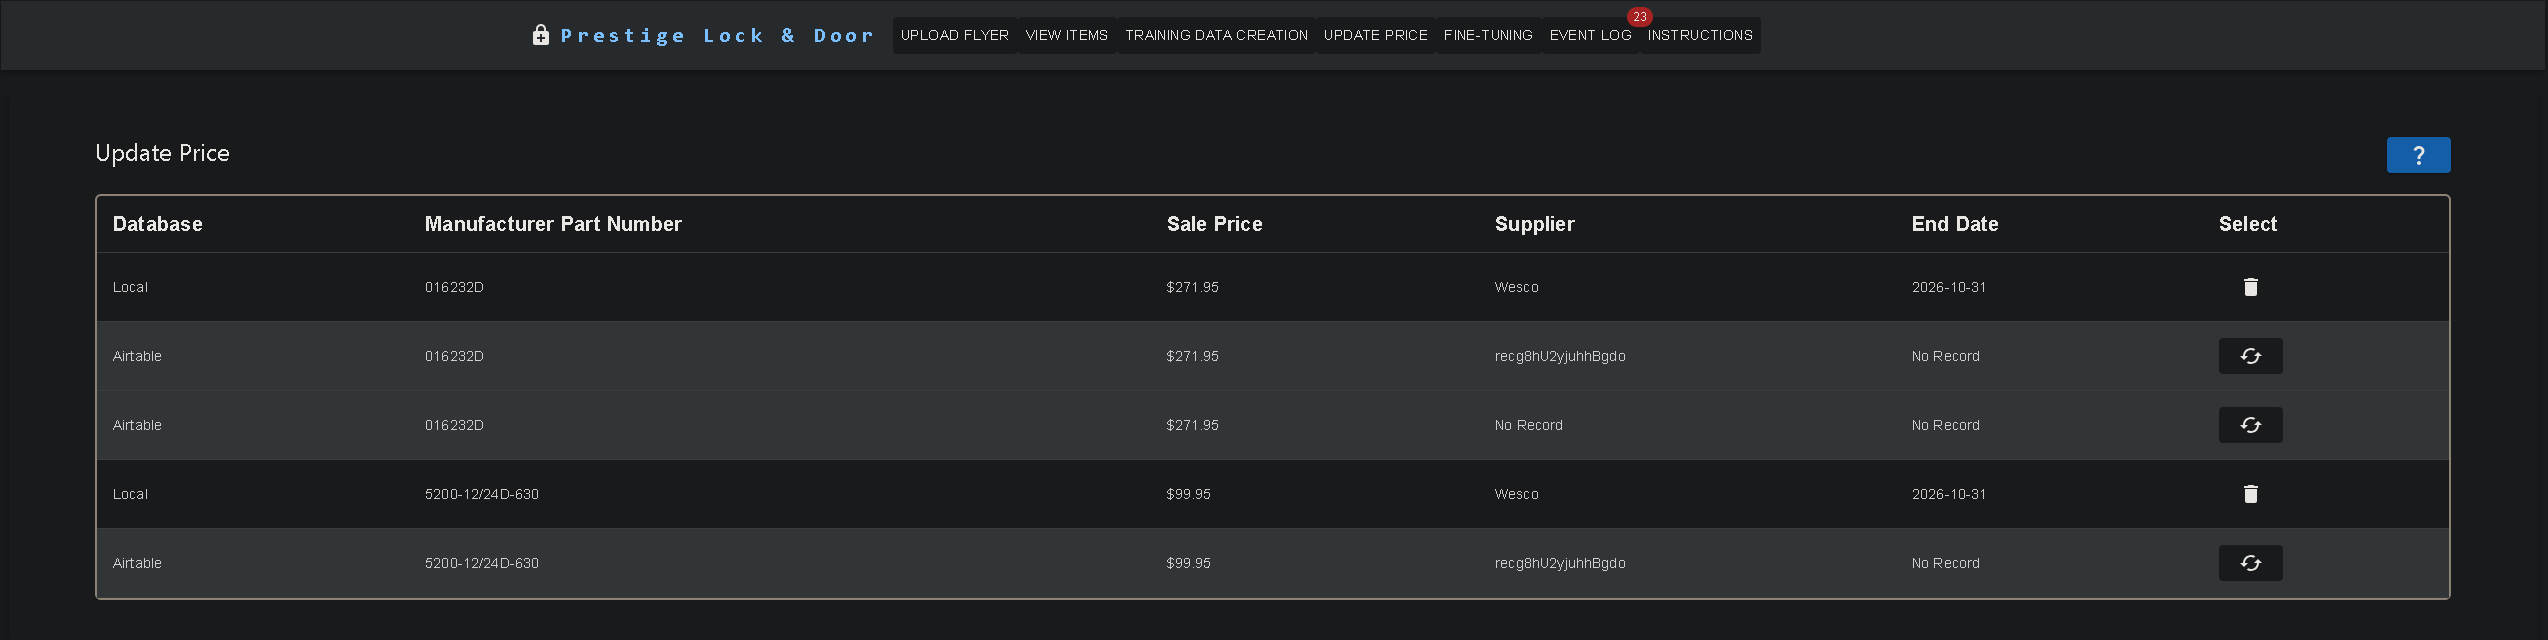 Prestige Lock & Door UPLOAD FLYER VIEW ITEMS TRAINING DATA CREATION UPDATE PRICE FINE-TUNING EVENT LOG 23 INSTRUCTIONS
Update Price ?
Database Manufacturer Part Number Sale Price Supplier End Date Select
Local 016232D $271.95 Wesco 2026-10-31
Airtable 016232D $271.95 recg8hU2yjuhhBgdo No Record
Airtable 016232D $271.95 No Record No Record
Local 5200-12/24D-630 $99.95 Wesco 2026-10-31
Airtable 5200-12/24D-630 $99.95 recg8hU2yjuhhBgdo No Record